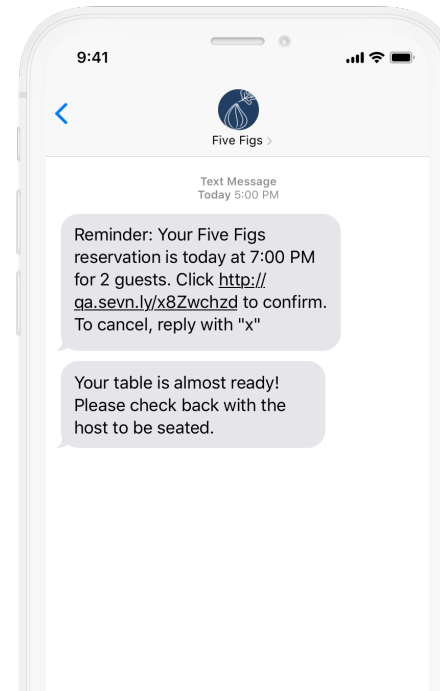 9:41
Five Figs
Text Message
Today 5:00 PM
Reminder: Your Five Figs
reservation is today at 7:00 PM
for 2 guests. Click http://
qa.sevn.ly/x8Zwchzd to confirm.
To cancel, reply with "x"
Your table is almost ready!
Please check back with the
host to be seated.